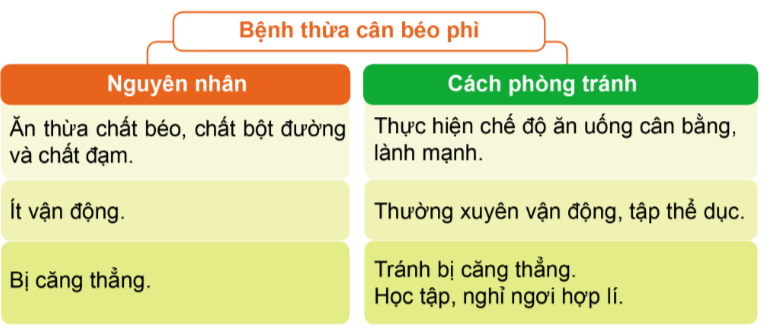 Bệnh thừa cân béo phì
Nguyên nhân
Cách phòng tránh
Ăn thừa chất béo, chất bột đường
và chất đạm.
Thực hiện chế độ ăn uống cân bằng,
lành mạnh.
Ít vận động.
Thường xuyên vận động, tập thể dục.
Bị căng thẳng.
Tránh bị căng thẳng.
Học tập, nghỉ ngơi hợp lí.